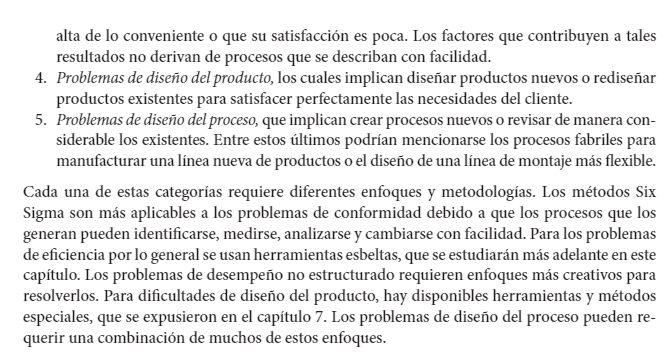 alta de lo conveniente o que su satisfacción es poca. Los factores que contribuyen a tales
resultados no derivan de procesos que se describan con facilidad.
4. Problemas de diseño del producto, los cuales implican diseñar productos nuevos o rediseñar
productos existentes para satisfacer perfectamente las necesidades del cliente.
5. Problemas de diseño del proceso, que implican crear procesos nuevos o revisar de manera con-
siderable los existentes. Entre estos últimos podrían mencionarse los procesos fabriles para
manufacturar una línea nueva de productos o el diseño de una línea de montaje más flexible.
Cada una de estas categorías requiere diferentes enfoques y metodologías. Los métodos Six
Sigma son más aplicables a los problemas de conformidad debido a que los procesos que los
generan pueden identificarse, medirse, analizarse y cambiarse con facilidad. Para los problemas
de eficiencia por lo general se usan herramientas esbeltas, que se estudiarán más adelante en este
capítulo. Los problemas de desempeño no estructurado requieren enfoques más creativos para
resolverlos. Para dificultades de diseño del producto, hay disponibles herramientas y métodos
especiales, que se expusieron en el capítulo 7. Los problemas de diseño del proceso pueden re-
querir una combinación de muchos de estos enfoques.